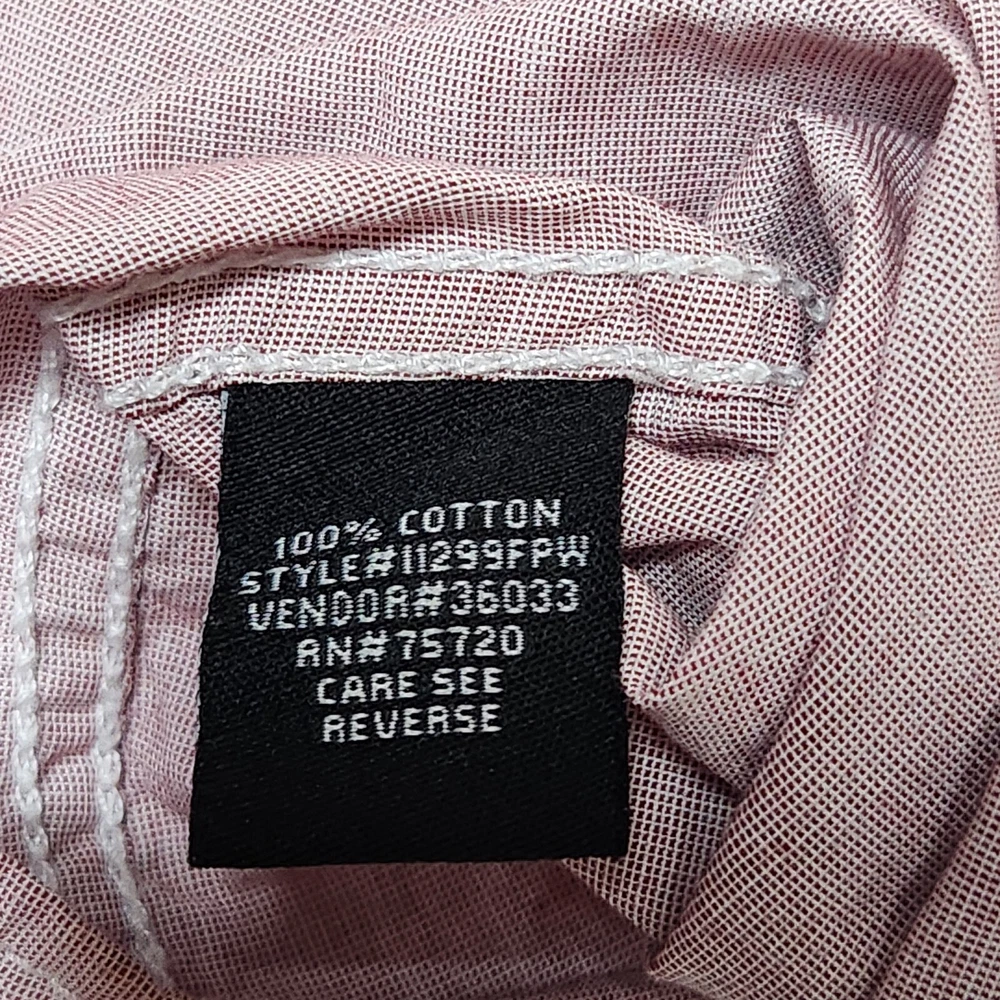 100% COTTON
STYLE#11299FPW
VENDOR#36033
RN#75720
CARE SEE
REVERSE